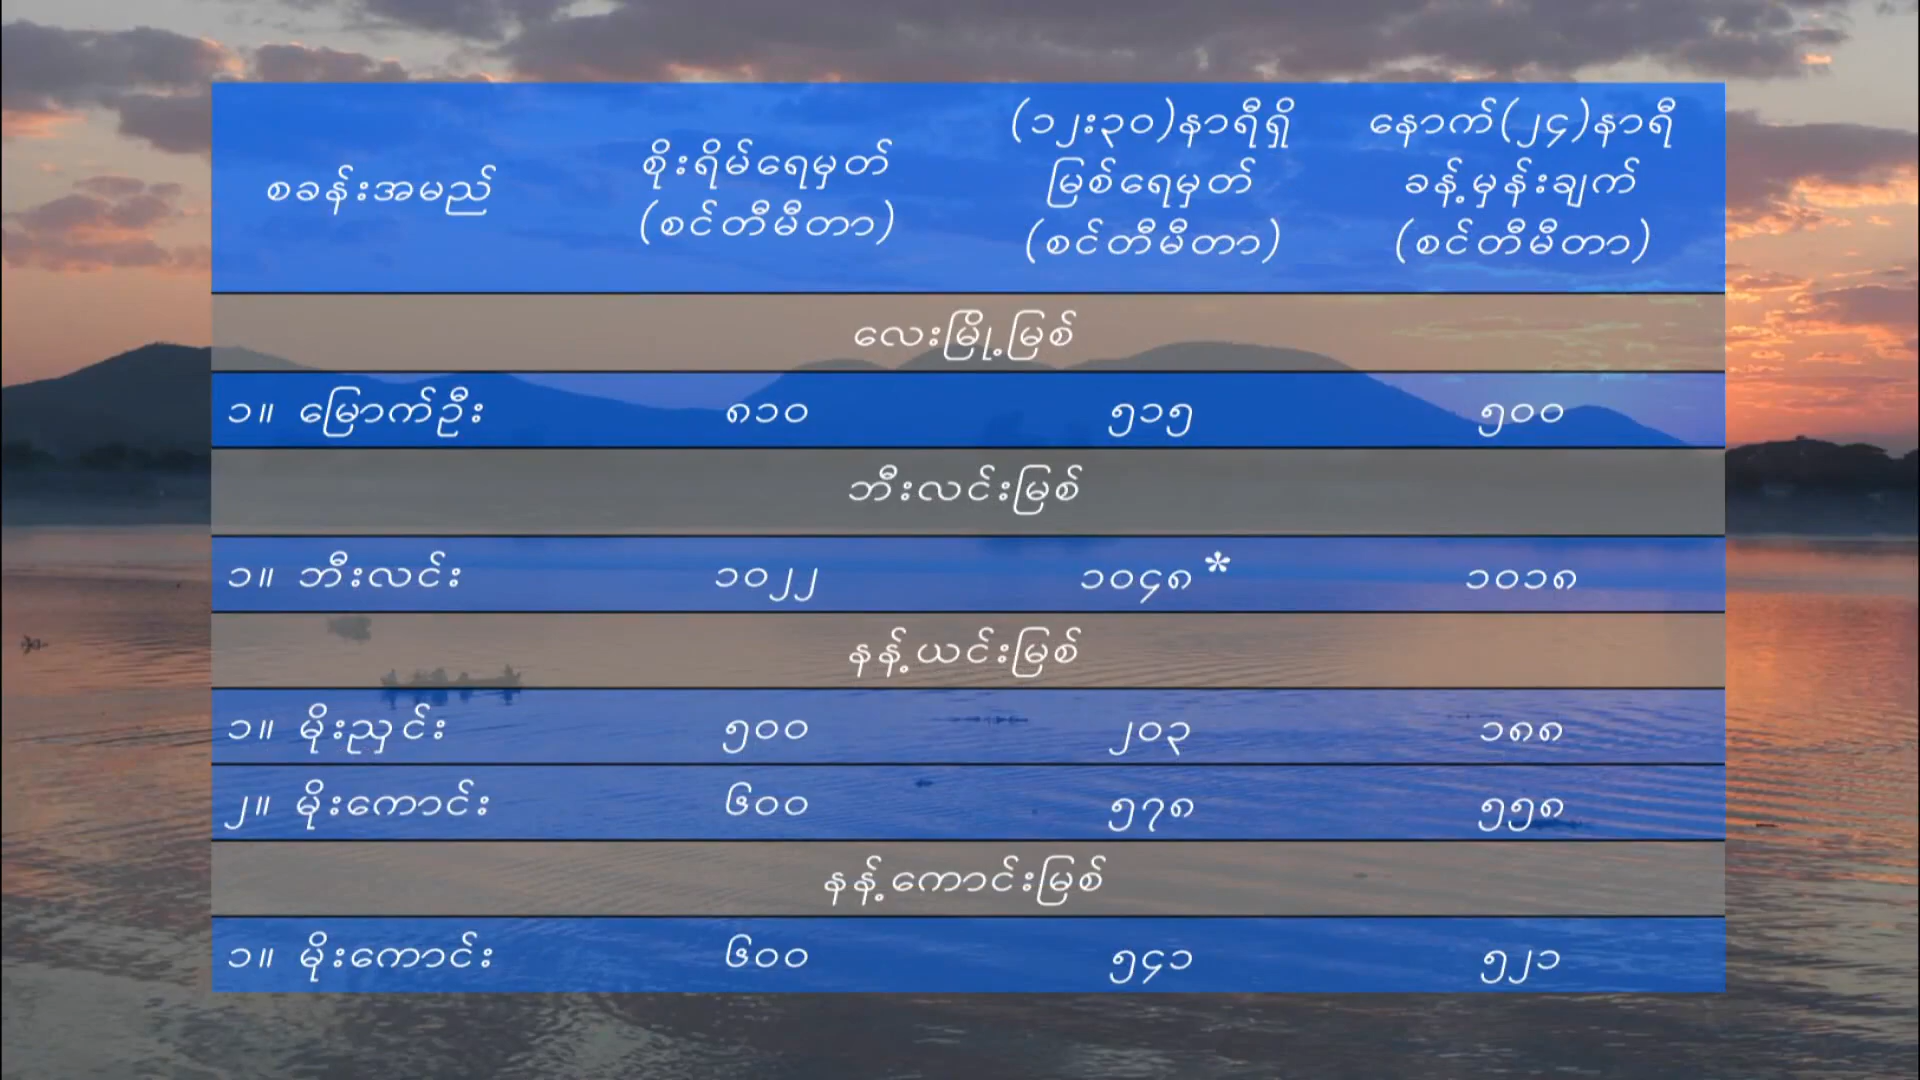 စခန်းအမည်
စိုးရိမ်ရေမှတ်
(စင်တီမီတာ)
(၁၂း၃၀)နာရီရှိ
မြစ်ရေမှတ်
(စင်တီမီတာ)
နောက်(၂၄)နာရီ
ခန့်မှန်းချက်
(စင်တီမီတာ)
လေးမြို့မြစ်
၁။ မြောက်ဦး ၈၁၀ ၅၁၅ ၅၀၀
ဘီးလင်းမြစ်
၁။ ဘီးလင်း ၁၀၂၂ ၁၀၄၈* ၁၀၁၈
နန့်ယင်းမြစ်
၁။ မိုးညှင်း ၅၀၀ ၂၀၃ ၁၈၈
၂။ မိုးကောင်း ၆၀၀ ၅၇၈ ၅၅၈
နန့်ကောင်းမြစ်
၁။ မိုးကောင်း ၆၀၀ ၅၄၁ ၅၂၁